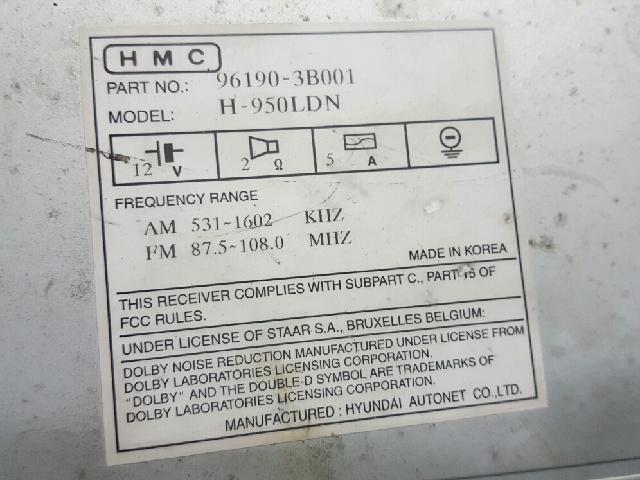 HMC
PART NO.: 96190-3B001
MODEL: H-950LDN
12 V 2 Ω 5 A
FREQUENCY RANGE
AM 531~1602 KHZ
FM 87.5~108.0 MHZ
MADE IN KOREA
THIS RECEIVER COMPLIES WITH SUBPART C., PART 15 OF
FCC RULES.
UNDER LICENSE OF STAAR S.A., BRUXELLES BELGIUM:
DOLBY NOISE REDUCTION MANUFACTURED UNDER LICENSE FROM
DOLBY LABORATORIES LICENSING CORPORATION.
"DOLBY" AND THE DOUBLE-D SYMBOL ARE TRADEMARKS OF
DOLBY LABORATORIES LICENSING CORPORATION.
MANUFACTURED : HYUNDAI AUTONET CO.,LTD.